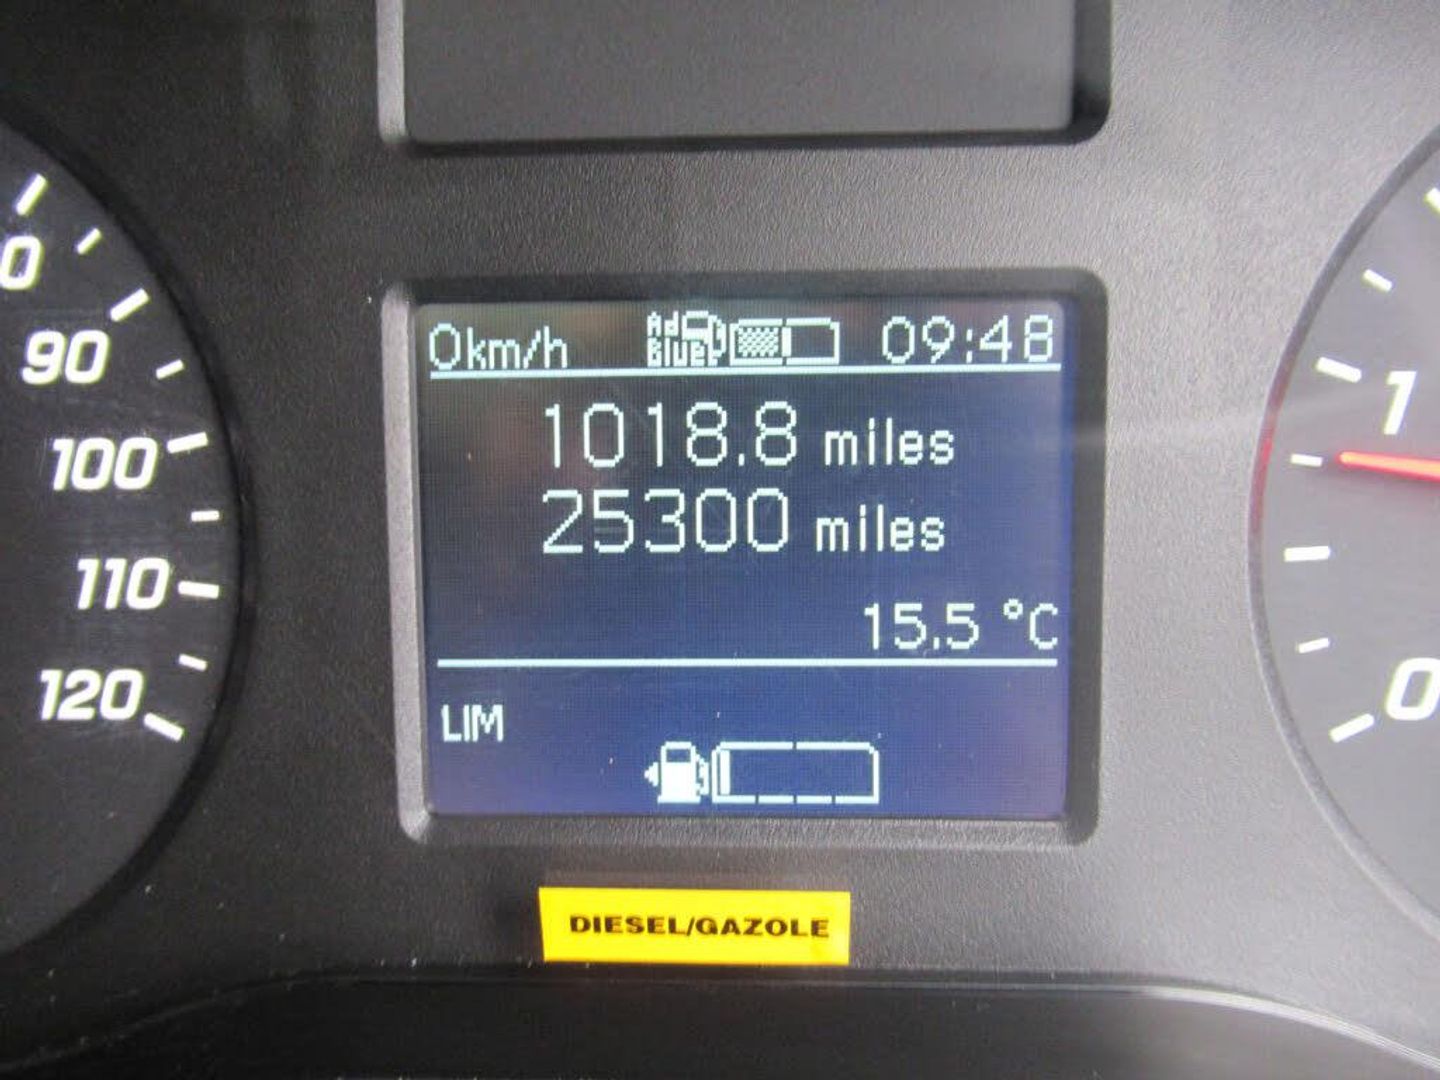 0km/h
Ad
Blue
09:48
1018.8 miles
25300 miles
15.5 °C
LIM
DIESEL/GAZOLE
0
90
100
110
120
1
0